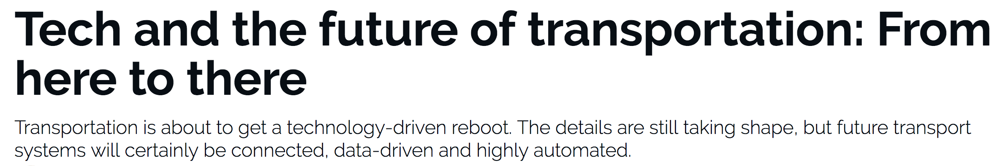 Tech and the future of transportation: From
here to there
Transportation is about to get a technology-driven reboot. The details are still taking shape, but future transport
systems will certainly be connected, data-driven and highly automated.